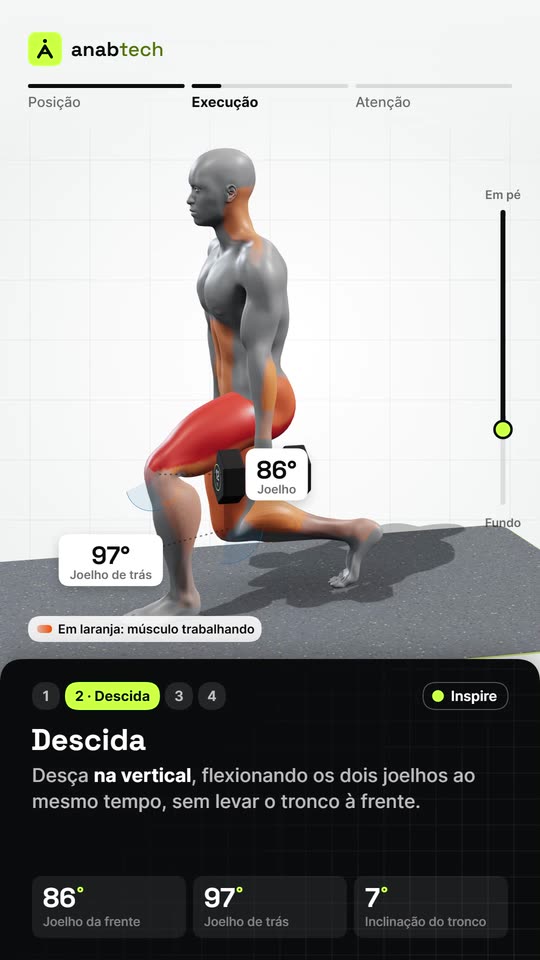 anabtech
Posição
Execução
Atenção
Em pé
86°
Joelho
Fundo
97°
Joelho de trás
Em laranja: músculo trabalhando
1
2 · Descida
3
4
Inspire
Descida
Desça na vertical, flexionando os dois joelhos ao
mesmo tempo, sem levar o tronco à frente.
86°
Joelho da frente
97°
Joelho de trás
7°
Inclinação do tronco